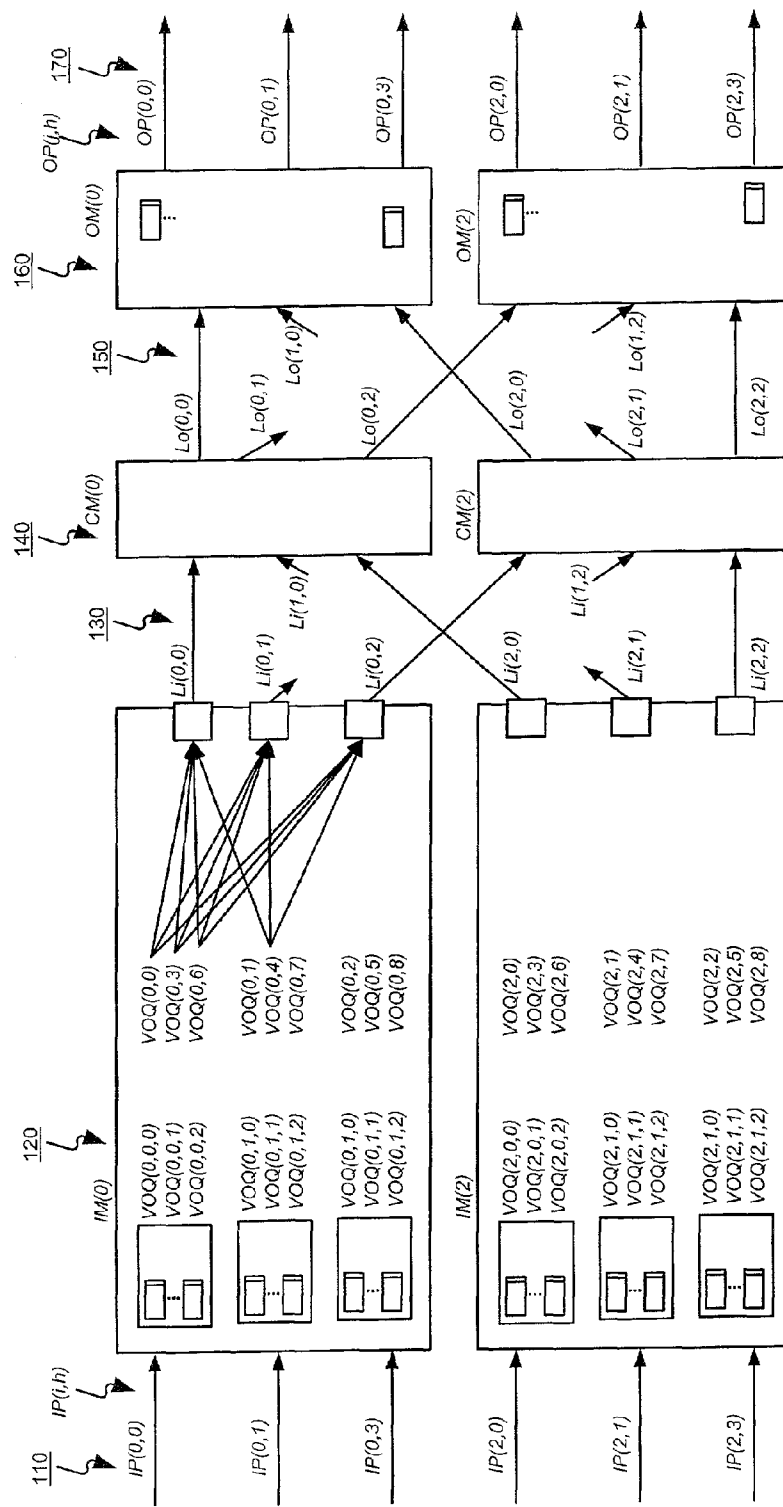 110
IP(i,h)
120
130
140
150
160
OP(i,h)
170
IM(0)
IP(0,0)
IP(0,1)
IP(0,3)
VOQ(0,0,0)
VOQ(0,0,1)
VOQ(0,0,2)
VOQ(0,1,0)
VOQ(0,1,1)
VOQ(0,1,2)
VOQ(0,1,0)
VOQ(0,1,1)
VOQ(0,1,2)
VOQ(0,0)
VOQ(0,3)
VOQ(0,6)
VOQ(0,1)
VOQ(0,4)
VOQ(0,7)
VOQ(0,2)
VOQ(0,5)
VOQ(0,8)
Li(0,0)
Li(0,1)
Li(0,2)
CM(0)
Li(1,0)
Lo(0,0)
Lo(0,1)
Lo(0,2)
OM(0)
Lo(1,0)
OP(0,0)
OP(0,1)
OP(0,3)
IM(2)
IP(2,0)
IP(2,1)
IP(2,3)
VOQ(2,0,0)
VOQ(2,0,1)
VOQ(2,0,2)
VOQ(2,1,0)
VOQ(2,1,1)
VOQ(2,1,2)
VOQ(2,1,0)
VOQ(2,1,1)
VOQ(2,1,2)
VOQ(2,0)
VOQ(2,3)
VOQ(2,6)
VOQ(2,1)
VOQ(2,4)
VOQ(2,7)
VOQ(2,2)
VOQ(2,5)
VOQ(2,8)
Li(2,0)
Li(2,1)
Li(2,2)
CM(2)
Li(1,2)
Lo(2,0)
Lo(2,1)
Lo(2,2)
OM(2)
Lo(1,2)
OP(2,0)
OP(2,1)
OP(2,3)